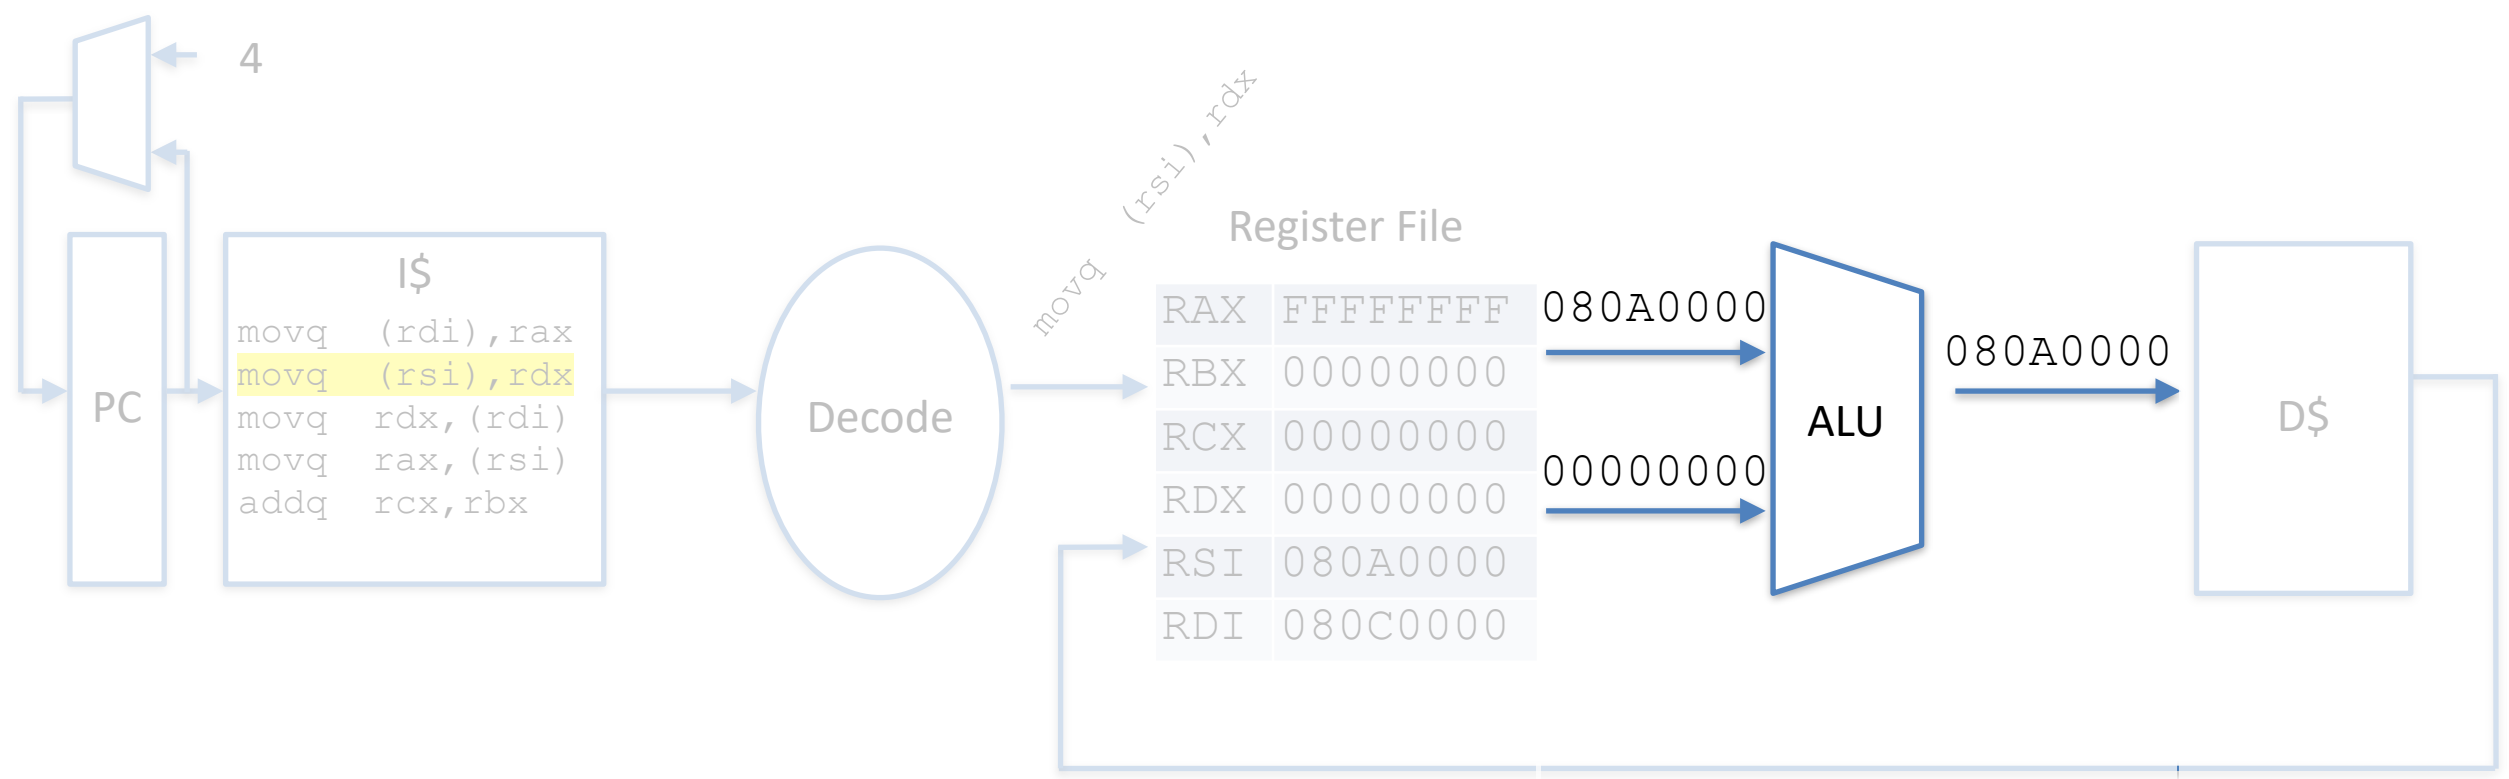 4
movq (rsi),rdx
Register File
I$
movq (rdi),rax
movq (rsi),rdx
movq rdx,(rdi)
movq rax,(rsi)
addq rcx,rbx
PC
Decode
RAX FFFFFFFF
RBX 00000000
RCX 00000000
RDX 00000000
RSI 080A0000
RDI 080C0000
080A0000
00000000
ALU
080A0000
D$